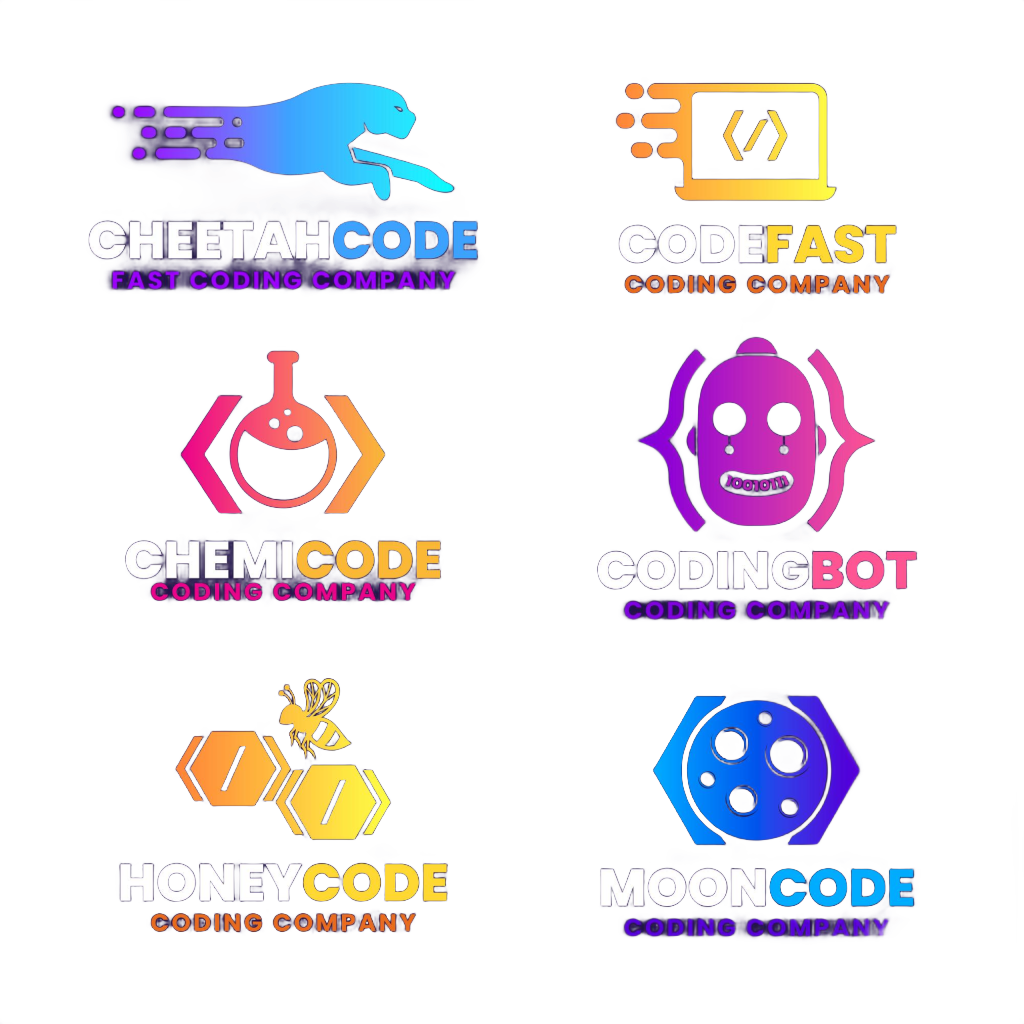 CHEETAHCODE
FAST CODING COMPANY
CODEFAST
CODING COMPANY
CHEMICODE
CODING COMPANY
CODINGBOT
CODING COMPANY
HONEYCODE
CODING COMPANY
MOONCODE
CODING COMPANY